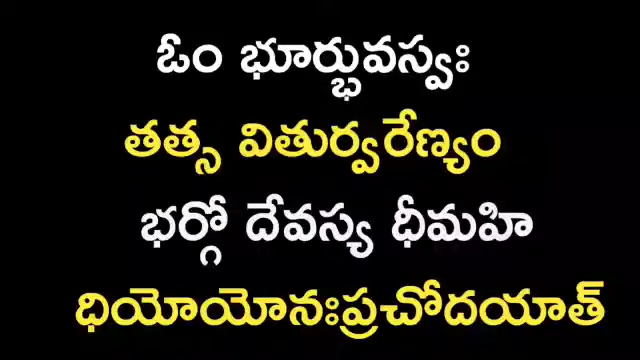 ఓం భూర్భువస్వః
తత్స వితుర్వరేణ్యం
భర్గో దేవస్య ధీమహి
ధియోయోనఃప్రచోదయాత్